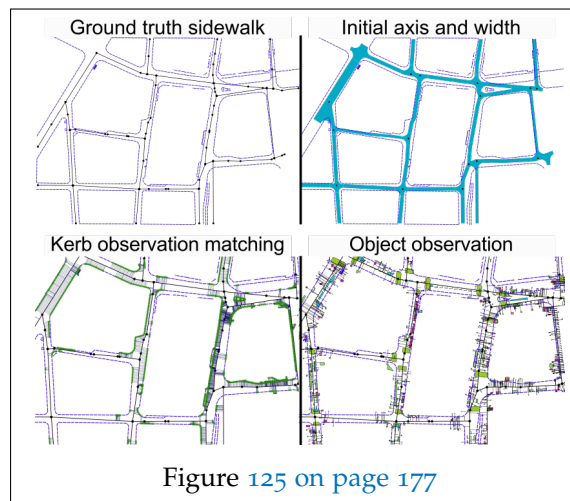 Ground truth sidewalk
Initial axis and width
Kerb observation matching
Object observation
Figure 125 on page 177